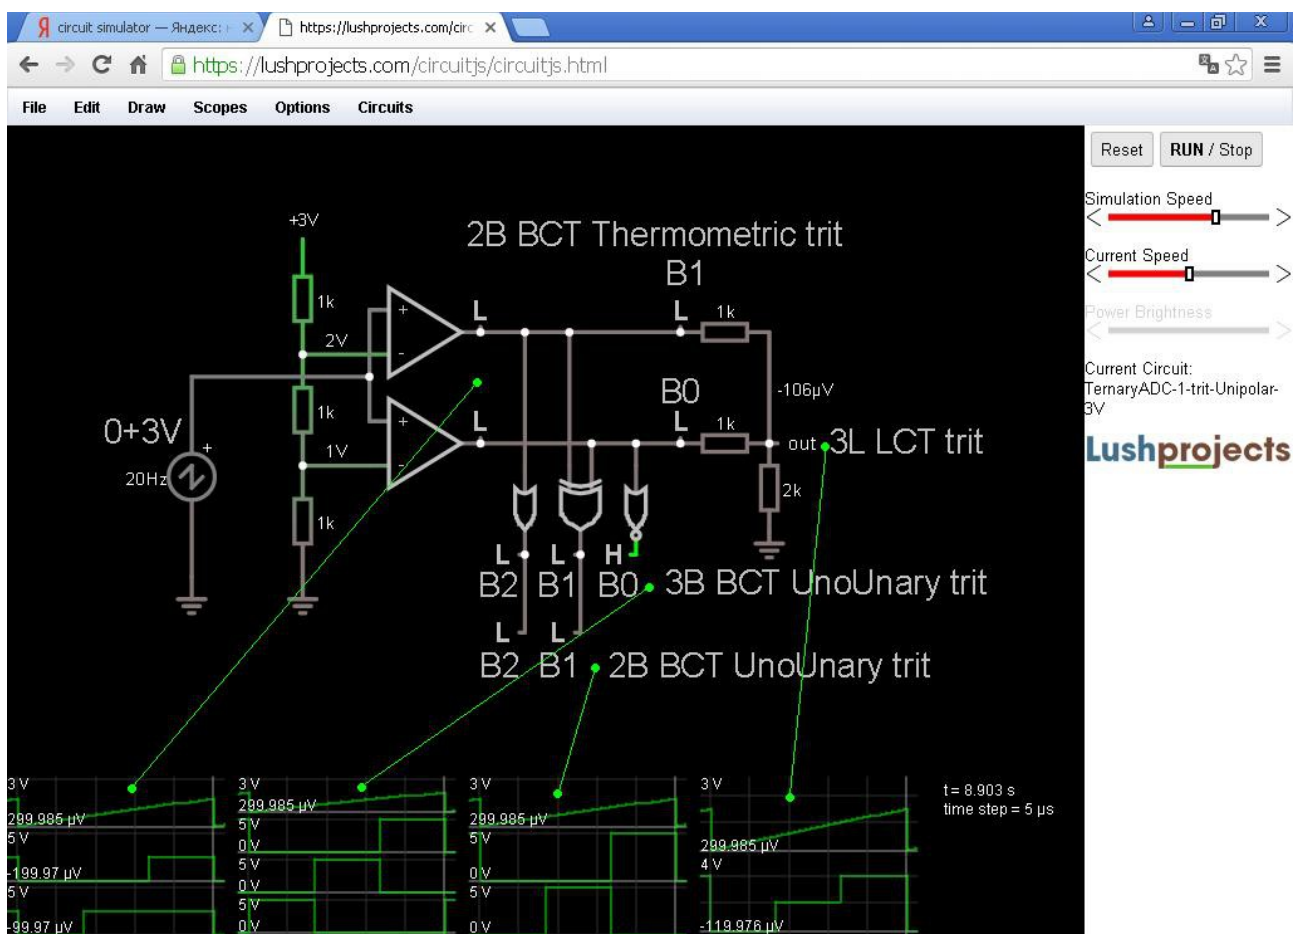 Я circuit simulator — Яндекс: н
https://lushprojects.com/circ
https://lushprojects.com/circuitjs/circuitjs.html
File Edit Draw Scopes Options Circuits
Reset RUN / Stop
Simulation Speed
Current Speed
Power Brightness
Current Circuit:
TernaryADC-1-trit-Unipolar-
3V
Lushprojects
+3V
2B BCT Thermometric trit
B1
1k
+
L
L
1k
2V
-
-106µV
B0
1k
+
L
L
1k
0+3V
+
1V
-
out
3L LCT trit
20Hz
2k
1k
L
L
H
B2
B1
B0
3B BCT UnoUnary trit
L
L
B2
B1
2B BCT UnoUnary trit
3 V
299.985 µV
5 V
-199.97 µV
5 V
-99.97 µV
3 V
299.985 µV
5 V
0 V
5 V
0 V
5 V
0 V
3 V
299.985 µV
5 V
0 V
5 V
0 V
3 V
299.985 µV
4 V
-119.976 µV
t = 8.903 s
time step = 5 µs